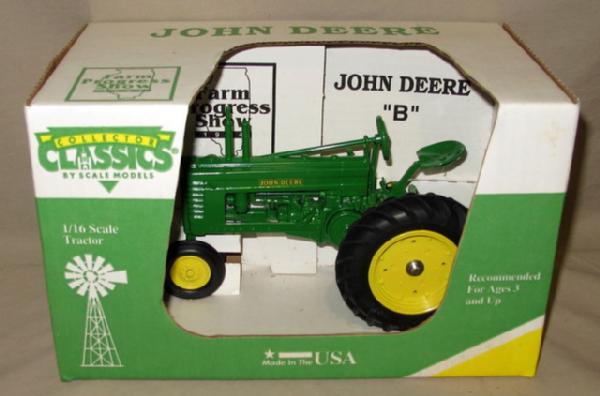 JOHN DEERE
Farm
Progress
Show
Farm
Progress
Show
JOHN DEERE
"B"
COLLECTOR
CLASSICS
BY SCALE MODELS
JOHN DEERE
1/16 Scale
Tractor
Recommended
For Ages 3
and Up
Made In The USA